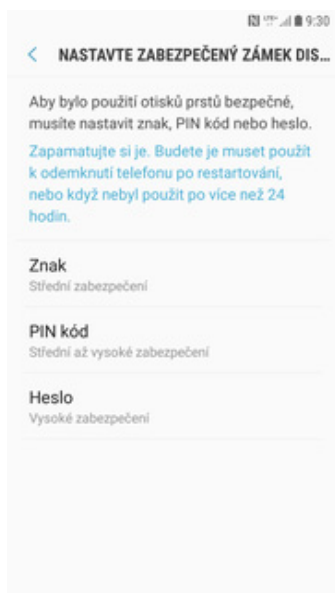 9:30
NASTAVTE ZABEZPEČENÝ ZÁMEK DIS...
Aby bylo použití otisků prstů bezpečné,
musíte nastavit znak, PIN kód nebo heslo.
Zapamatujte si je. Budete je muset použít
k odemknutí telefonu po restartování,
nebo když nebyl použit po více než 24
hodin.
Znak
Střední zabezpečení
PIN kód
Střední až vysoké zabezpečení
Heslo
Vysoké zabezpečení